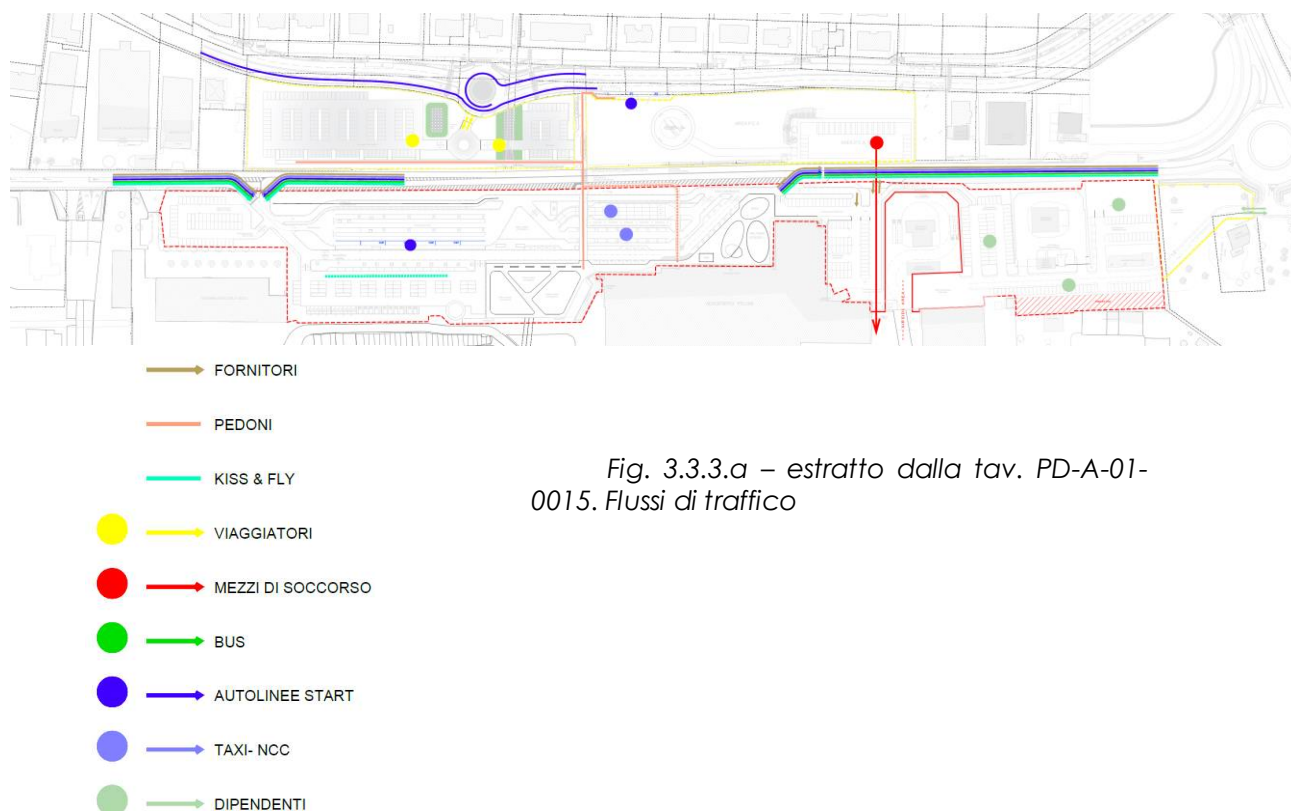 FORNITORI
PEDONI
KISS & FLY
VIAGGIATORI
MEZZI DI SOCCORSO
BUS
AUTOLINEE START
TAXI- NCC
DIPENDENTI
Fig. 3.3.3.a – estratto dalla tav. PD-A-01-
0015. Flussi di traffico